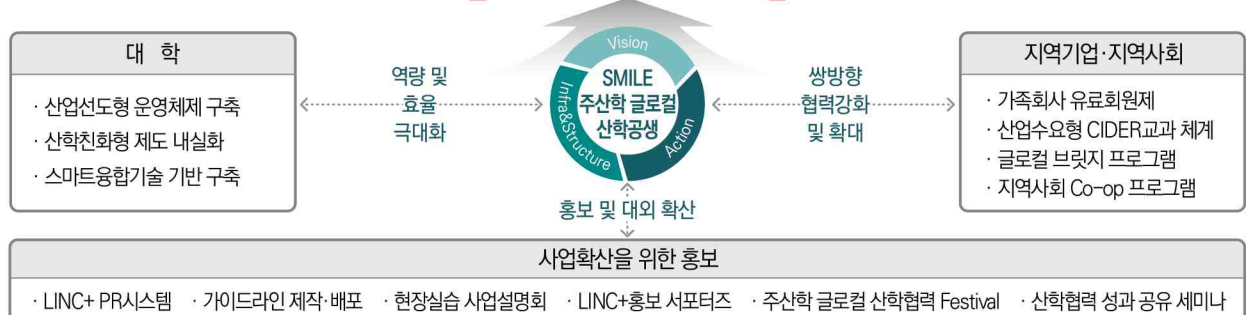 대 학
· 산업선도형 운영체제 구축
· 산학친화형 제도 내실화
· 스마트융합기술 기반 구축
역량 및
효율
극대화
Vision
Infra&Structure
Action
SMILE
주산학 글로컬
산학공생
쌍방향
협력강화
및 확대
지역기업·지역사회
· 가족회사 유료회원제
· 산업수요형 CIDER교과 체계
· 글로컬 브릿지 프로그램
· 지역사회 Co-op 프로그램
홍보 및 대외 확산
사업확산을 위한 홍보
· LINC+ PR시스템 · 가이드라인 제작·배포 · 현장실습 사업설명회 · LINC+홍보 서포터즈 · 주산학 글로컬 산학협력 Festival · 산학협력 성과 공유 세미나